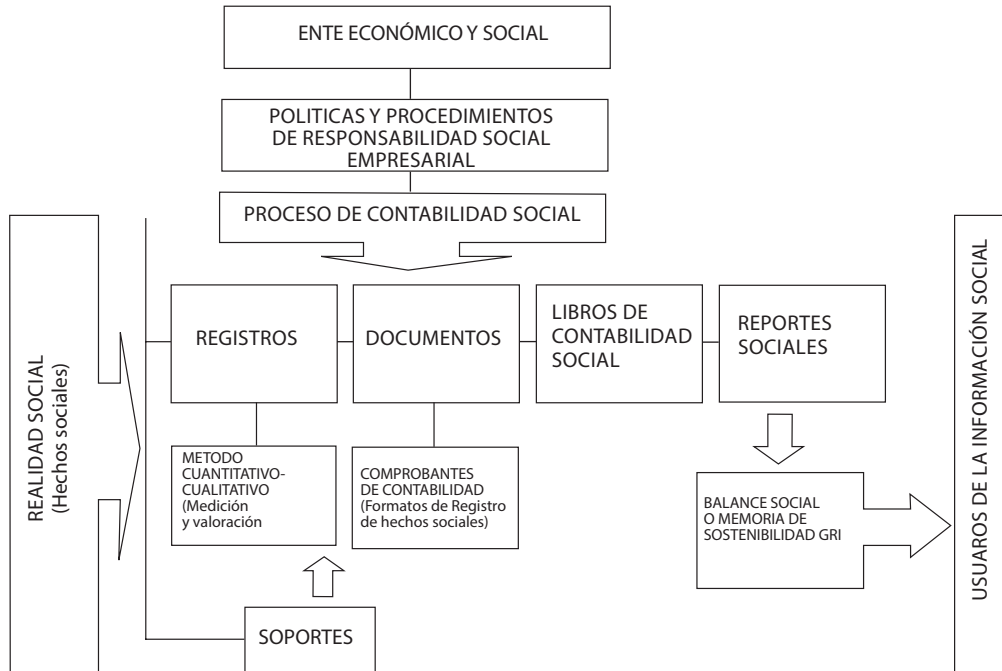 ENTE ECONÓMICO Y SOCIAL
POLITICAS Y PROCEDIMIENTOS
DE RESPONSABILIDAD SOCIAL
EMPRESARIAL
PROCESO DE CONTABILIDAD SOCIAL
REALIDAD SOCIAL
(Hechos sociales)
REGISTROS
DOCUMENTOS
LIBROS DE
CONTABILIDAD
SOCIAL
REPORTES
SOCIALES
METODO
CUANTITATIVO-
CUALITATIVO
(Medición
y valoración
COMPROBANTES
DE CONTABILIDAD
(Formatos de Registro
de hechos sociales)
BALANCE SOCIAL
O MEMORIA DE
SOSTENIBILIDAD GRI
SOPORTES
USUAROS DE LA INFORMACIÓN SOCIAL